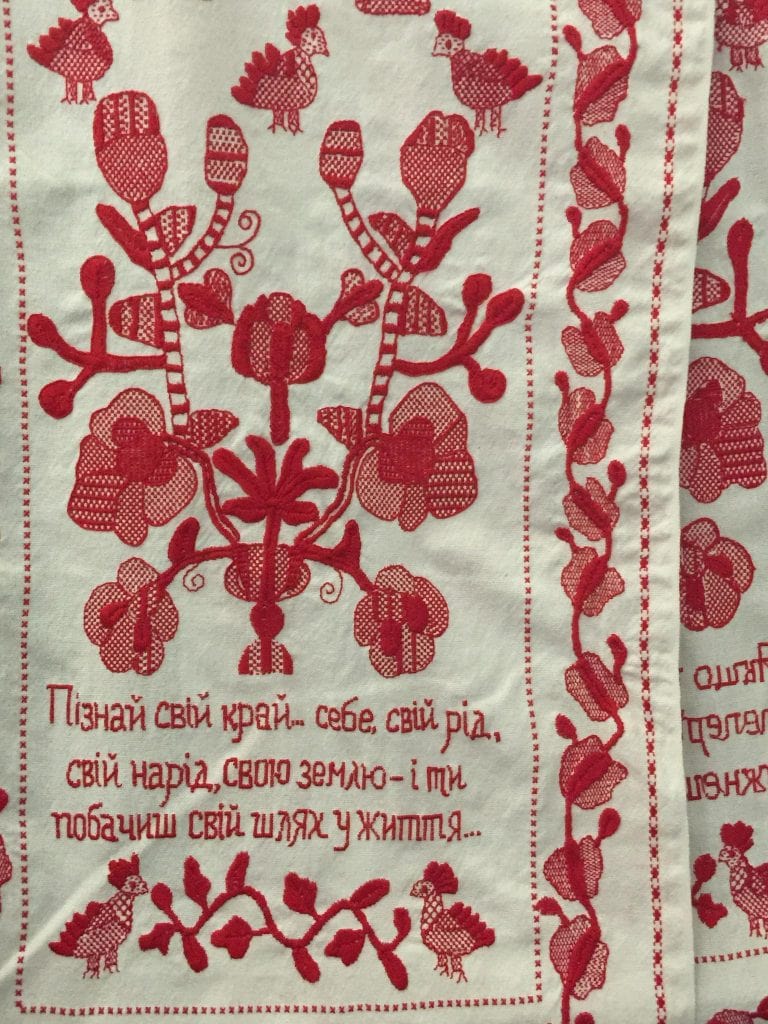 Пізнай свій край... себе, свій рід,
свій нарід, свою землю – і ти
побачиш свій шлях у життя...